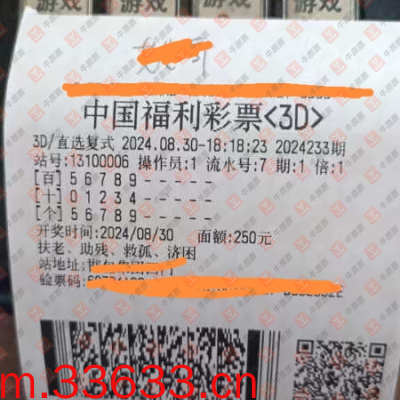 游戏 游戏 游戏
中国福利彩票<3D>
3D/直选复式 2024.08.30-18:18:23 2024233期
站号:13100006 操作员:1 流水号:7 期:1 倍:1
[百] 5 6 7 8 9 - - - - -
[十] 0 1 2 3 4 - - - - -
[个] 5 6 7 8 9 - - - - -
开奖时间:2024/08/30 面额:250元
扶老、助残、救孤、济困
站地址:
验票码:
m.33633.cn